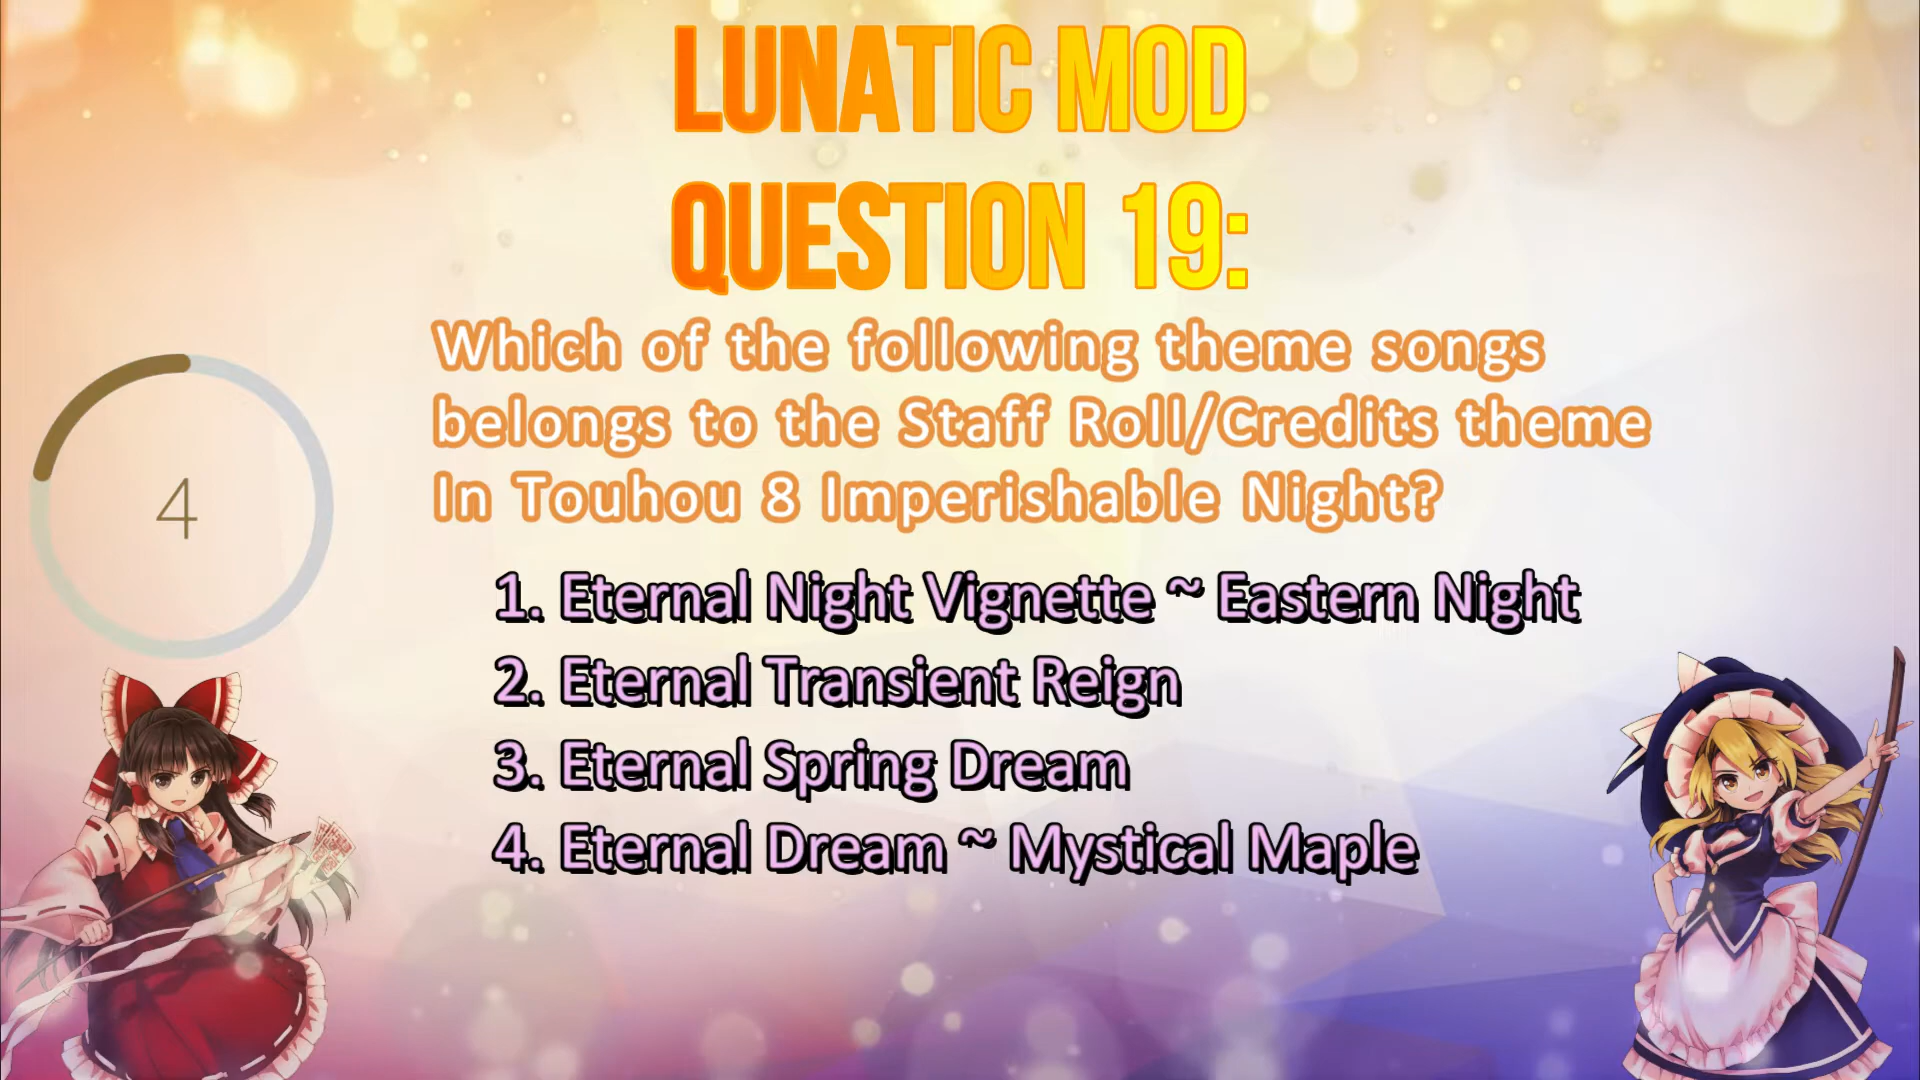 LUNATIC MOD
QUESTION 19:
Which of the following theme songs
belongs to the Staff Roll/Credits theme
In Touhou 8 Imperishable Night?
4
1. Eternal Night Vignette ~ Eastern Night
2. Eternal Transient Reign
3. Eternal Spring Dream
4. Eternal Dream ~ Mystical Maple